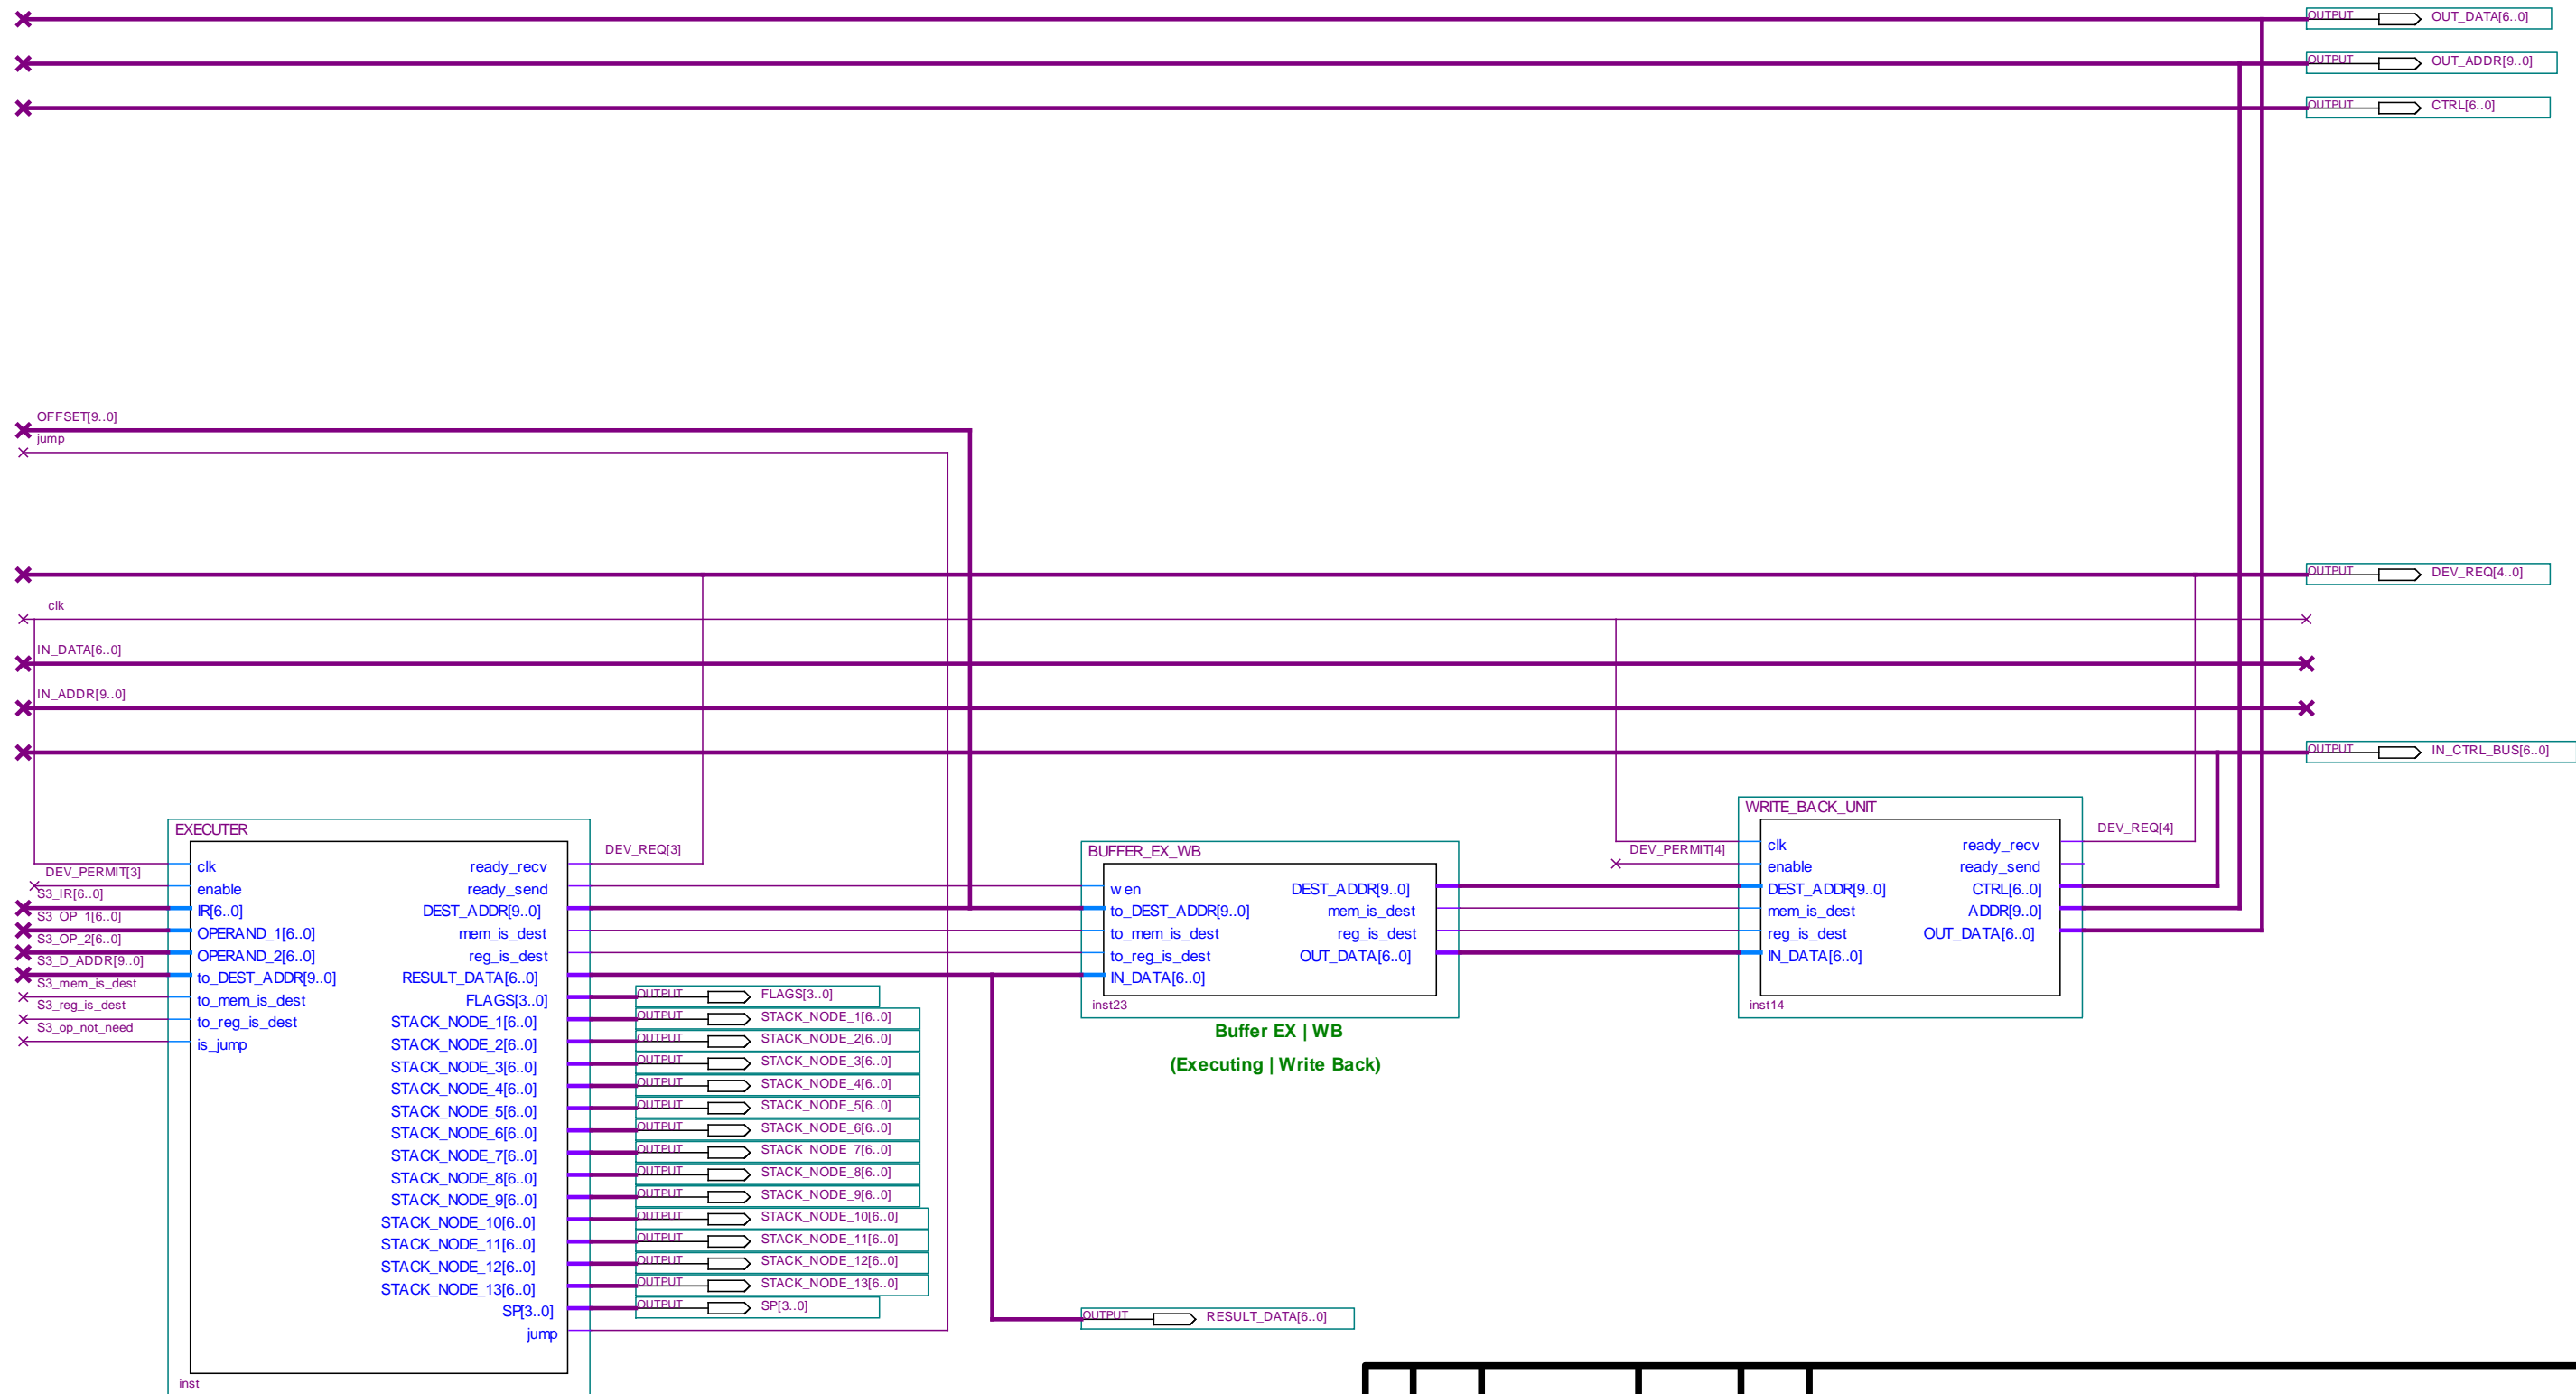 OUTPUT OUT_DATA[6..0]
OUTPUT OUT_ADDR[9..0]
OUTPUT CTRL[6..0]
OFFSET[9..0]
jump
OUTPUT DEV_REQ[4..0]
clk
IN_DATA[6..0]
IN_ADDR[9..0]
OUTPUT IN_CTRL_BUS[6..0]
EXECUTER
DEV_PERMIT[3]
S3_IR[6..0]
S3_OP_1[6..0]
S3_OP_2[6..0]
S3_D_ADDR[9..0]
S3_mem_is_dest
S3_reg_is_dest
S3_op_not_need
clk
enable
IR[6..0]
OPERAND_1[6..0]
OPERAND_2[6..0]
to_DEST_ADDR[9..0]
to_mem_is_dest
to_reg_is_dest
is_jump
ready_recv
ready_send
DEST_ADDR[9..0]
mem_is_dest
reg_is_dest
RESULT_DATA[6..0]
FLAGS[3..0]
STACK_NODE_1[6..0]
STACK_NODE_2[6..0]
STACK_NODE_3[6..0]
STACK_NODE_4[6..0]
STACK_NODE_5[6..0]
STACK_NODE_6[6..0]
STACK_NODE_7[6..0]
STACK_NODE_8[6..0]
STACK_NODE_9[6..0]
STACK_NODE_10[6..0]
STACK_NODE_11[6..0]
STACK_NODE_12[6..0]
STACK_NODE_13[6..0]
SP[3..0]
jump
inst
DEV_REQ[3]
OUTPUT FLAGS[3..0]
OUTPUT STACK_NODE_1[6..0]
OUTPUT STACK_NODE_2[6..0]
OUTPUT STACK_NODE_3[6..0]
OUTPUT STACK_NODE_4[6..0]
OUTPUT STACK_NODE_5[6..0]
OUTPUT STACK_NODE_6[6..0]
OUTPUT STACK_NODE_7[6..0]
OUTPUT STACK_NODE_8[6..0]
OUTPUT STACK_NODE_9[6..0]
OUTPUT STACK_NODE_10[6..0]
OUTPUT STACK_NODE_11[6..0]
OUTPUT STACK_NODE_12[6..0]
OUTPUT STACK_NODE_13[6..0]
OUTPUT SP[3..0]
BUFFER_EX_WB
wen
to_DEST_ADDR[9..0]
to_mem_is_dest
to_reg_is_dest
IN_DATA[6..0]
DEST_ADDR[9..0]
mem_is_dest
reg_is_dest
OUT_DATA[6..0]
inst23
Buffer EX | WB
(Executing | Write Back)
OUTPUT RESULT_DATA[6..0]
WRITE_BACK_UNIT
DEV_PERMIT[4]
clk
enable
DEST_ADDR[9..0]
mem_is_dest
reg_is_dest
IN_DATA[6..0]
ready_recv
ready_send
CTRL[6..0]
ADDR[9..0]
OUT_DATA[6..0]
inst14
DEV_REQ[4]